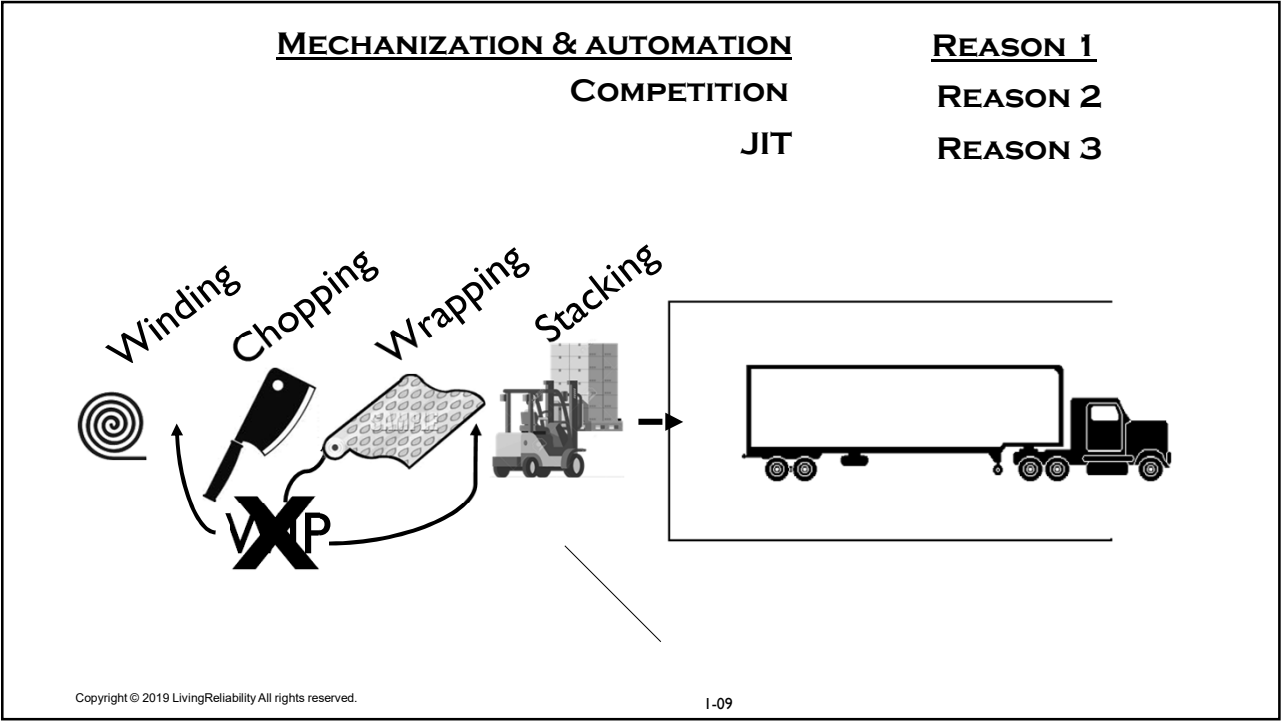 MECHANIZATION & AUTOMATION REASON 1
COMPETITION REASON 2
JIT REASON 3
Winding
Chopping
Wrapping
Stacking
SAMPLE
X
Copyright © 2019 LivingReliability All rights reserved.
1-09